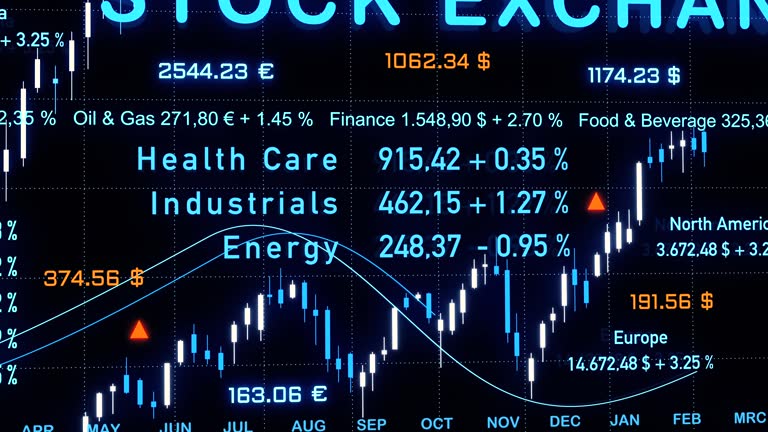 STOCK EXCHAN
a
+ 3.25 %
2544.23 €
1062.34 $
1174.23 $
2,35 % Oil & Gas 271,80 € + 1.45 % Finance 1.548,90 $ + 2.70 % Food & Beverage 325,36
Health Care 915,42 + 0.35 %
Industrials 462,15 + 1.27 %
Energy 248,37 - 0.95 %
North Americ
3.672,48 $ + 3.2
374.56 $
191.56 $
Europe
14.672,48 $ + 3.25 %
163.06 €
APR MAY JUN JUL AUG SEP OCT NOV DEC JAN FEB MRC